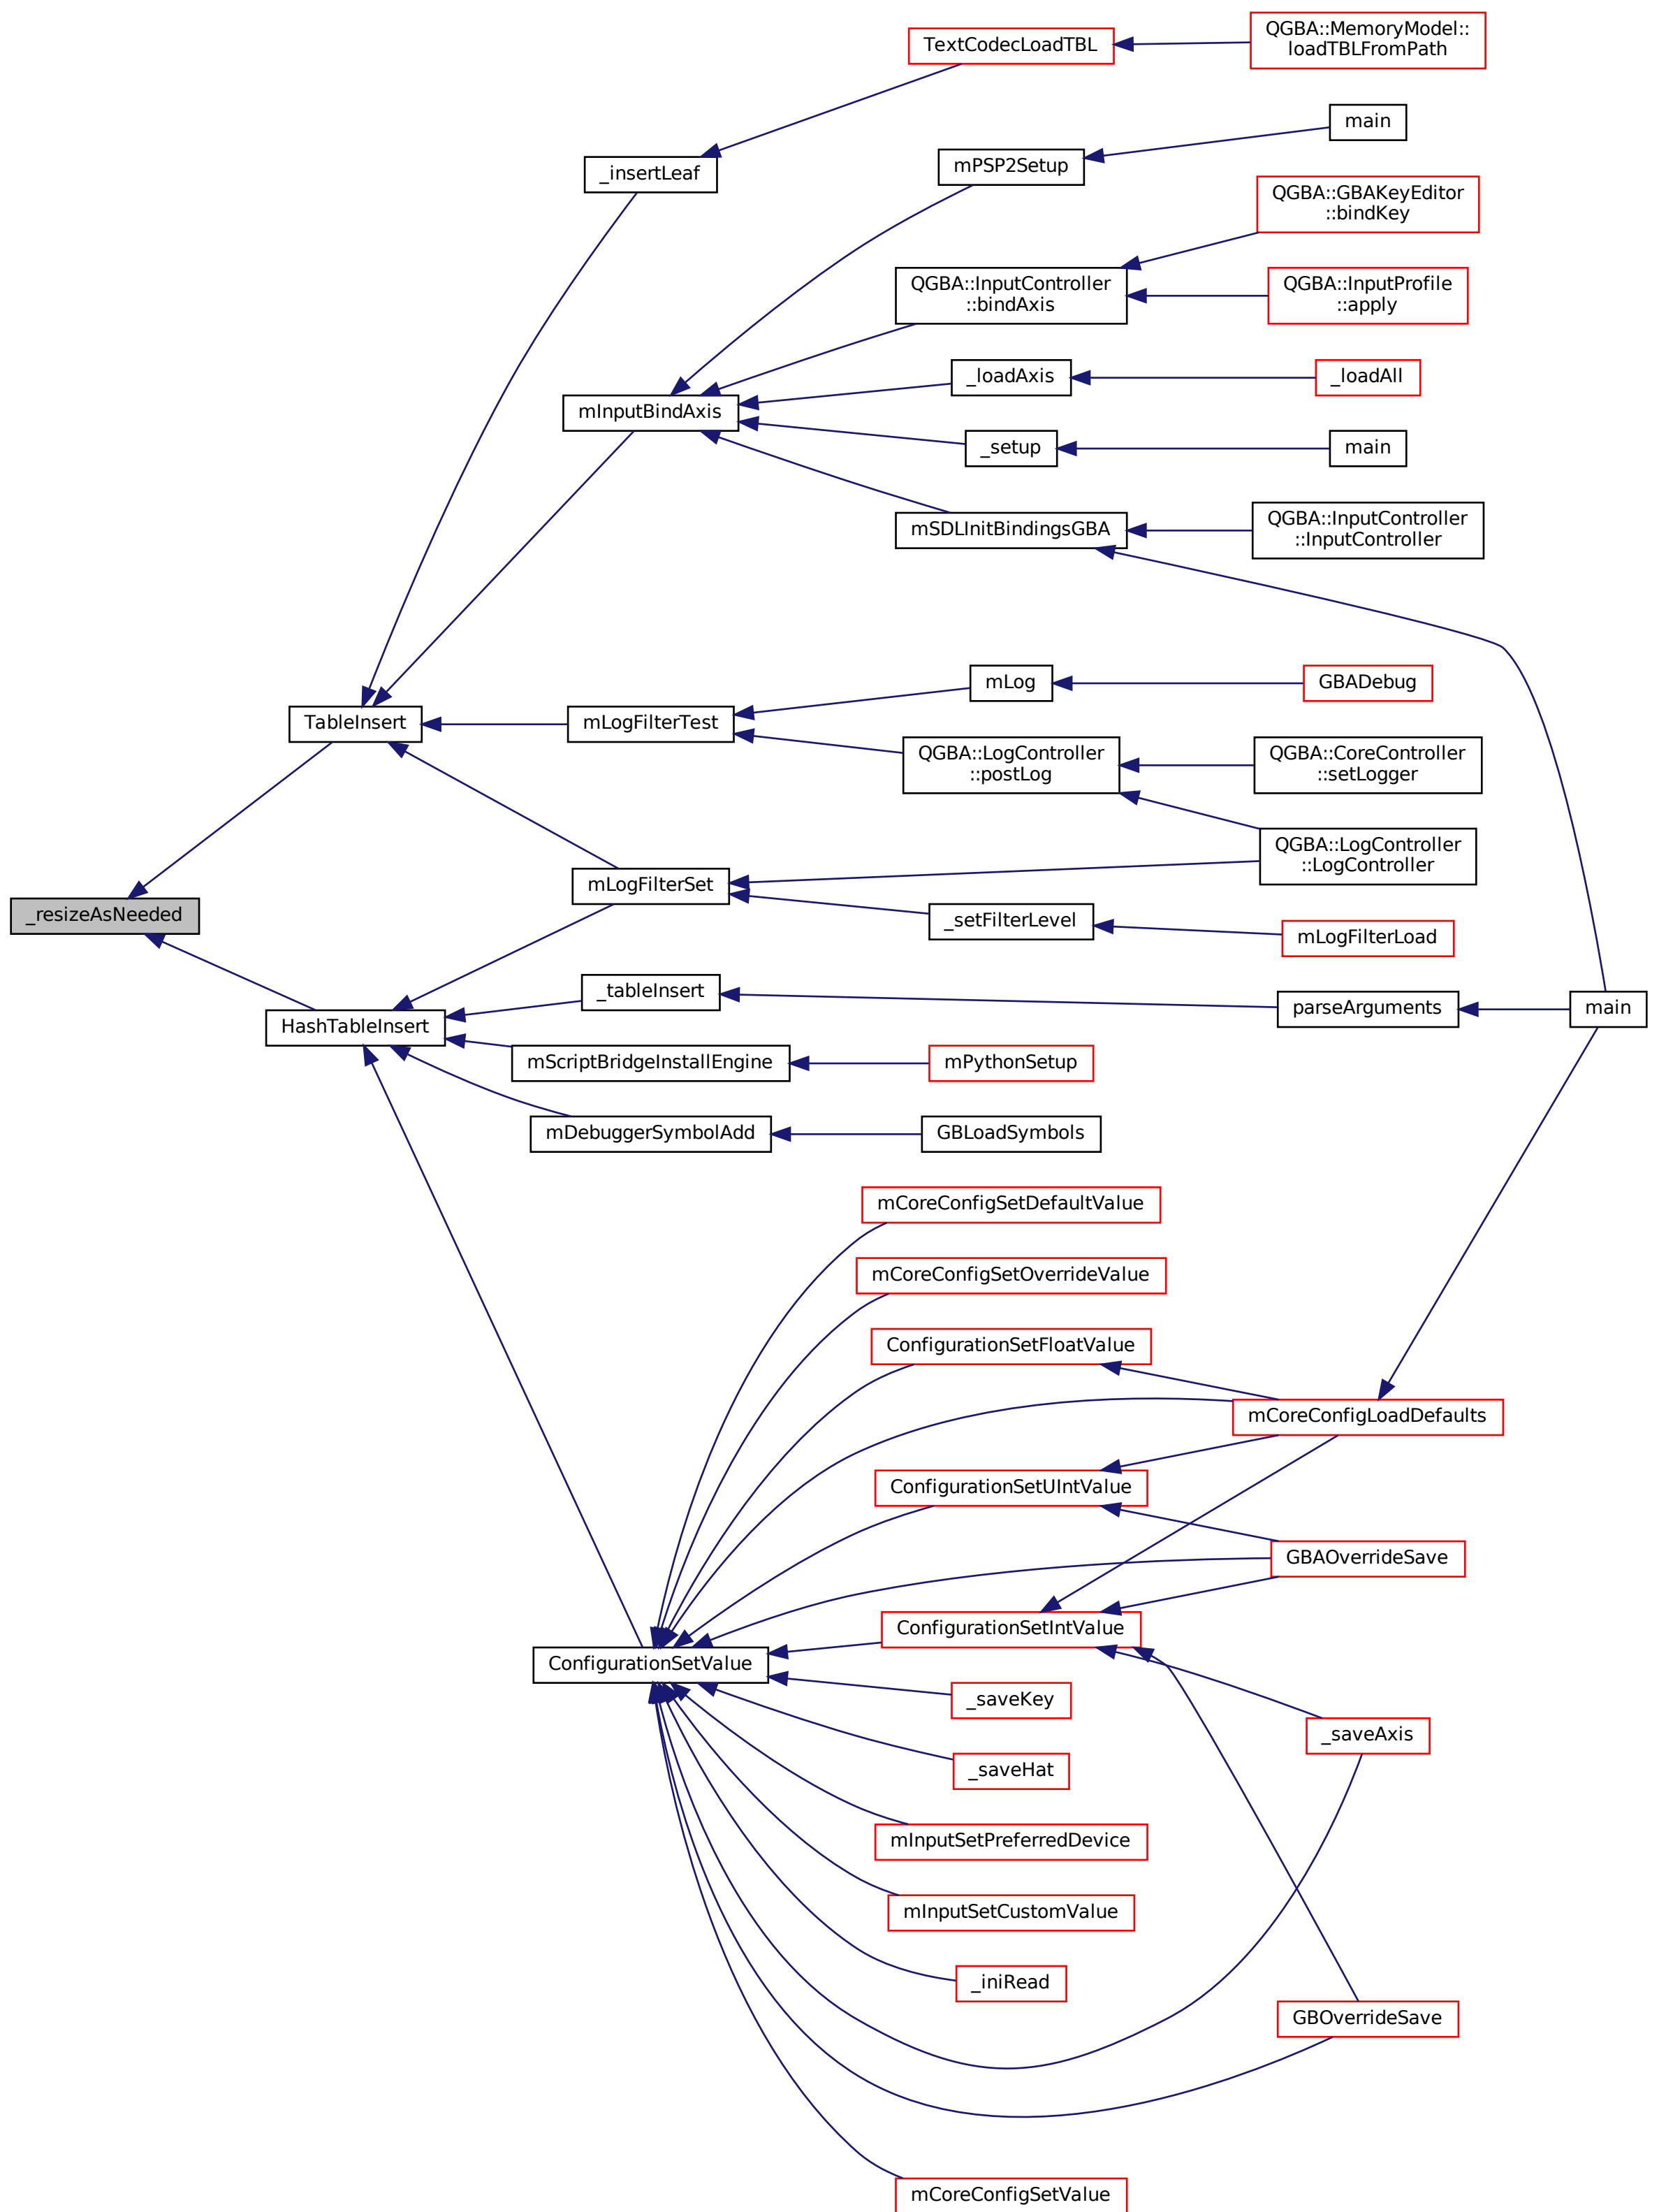 TextCodecLoadTBL
QGBA::MemoryModel::
loadTBLFromPath
main
_insertLeaf
mPSP2Setup
QGBA::GBAKeyEditor
::bindKey
QGBA::InputController
::bindAxis
QGBA::InputProfile
::apply
_loadAxis
_loadAll
mInputBindAxis
_setup
main
mSDLInitBindingsGBA
QGBA::InputController
::InputController
mLog
GBADebug
TableInsert
mLogFilterTest
QGBA::LogController
::postLog
QGBA::CoreController
::setLogger
QGBA::LogController
::LogController
mLogFilterSet
_resizeAsNeeded
_setFilterLevel
mLogFilterLoad
_tableInsert
parseArguments
main
HashTableInsert
mScriptBridgeInstallEngine
mPythonSetup
mDebuggerSymbolAdd
GBLoadSymbols
mCoreConfigSetDefaultValue
mCoreConfigSetOverrideValue
ConfigurationSetFloatValue
mCoreConfigLoadDefaults
ConfigurationSetUIntValue
GBAOverrideSave
ConfigurationSetIntValue
ConfigurationSetValue
_saveKey
_saveAxis
_saveHat
mInputSetPreferredDevice
mInputSetCustomValue
_iniRead
GBOverrideSave
mCoreConfigSetValue